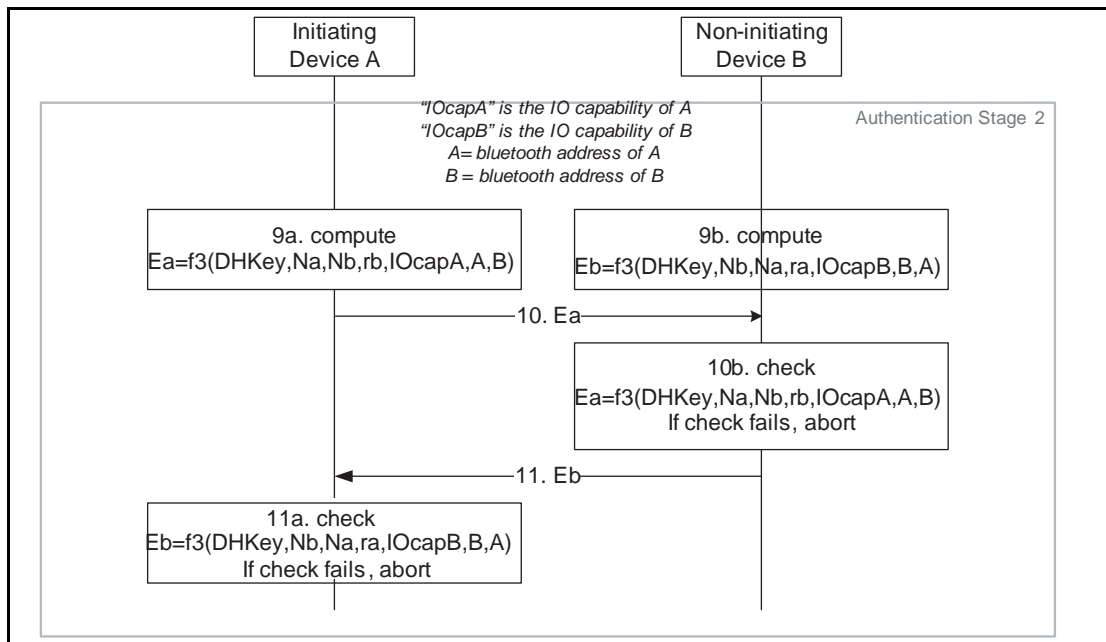 Initiating
Device A
Non-initiating
Device B
“IOcapA” is the IO capability of A
“IOcapB” is the IO capability of B
A= bluetooth address of A
B = bluetooth address of B
Authentication Stage 2
9a. compute
Ea=f3(DHKey,Na,Nb,rb,IOcapA,A,B)
9b. compute
Eb=f3(DHKey,Nb,Na,ra,IOcapB,B,A)
10. Ea
10b. check
Ea=f3(DHKey,Na,Nb,rb,IOcapA,A,B)
If check fails, abort
11. Eb
11a. check
Eb=f3(DHKey,Nb,Na,ra,IOcapB,B,A)
If check fails, abort